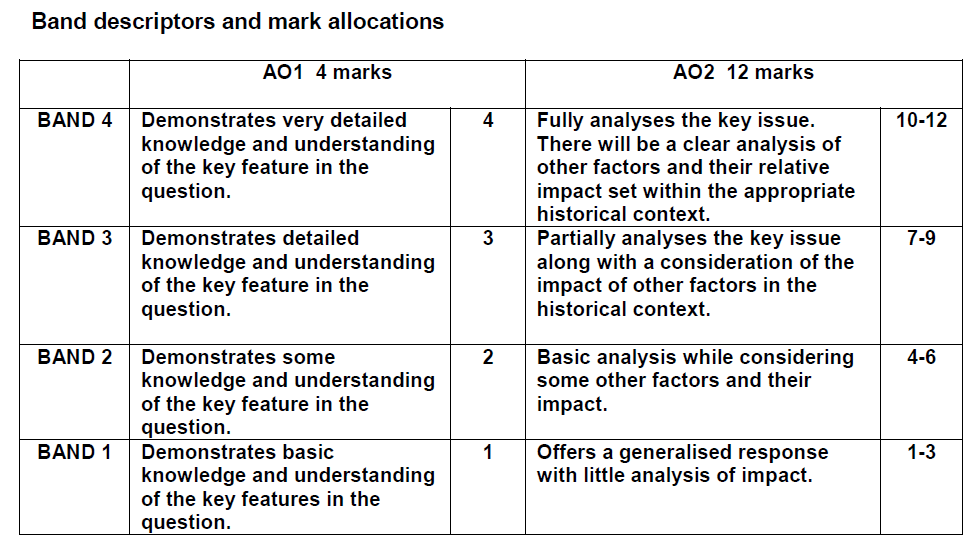 Band descriptors and mark allocations
AO1 4 marks
AO2 12 marks
BAND 4
Demonstrates very detailed
knowledge and understanding
of the key feature in the
question.
4
Fully analyses the key issue.
There will be a clear analysis of
other factors and their relative
impact set within the appropriate
historical context.
10-12
BAND 3
Demonstrates detailed
knowledge and understanding
of the key feature in the
question.
3
Partially analyses the key issue
along with a consideration of the
impact of other factors in the
historical context.
7-9
BAND 2
Demonstrates some
knowledge and understanding
of the key feature in the
question.
2
Basic analysis while considering
some other factors and their
impact.
4-6
BAND 1
Demonstrates basic
knowledge and understanding
of the key features in the
question.
1
Offers a generalised response
with little analysis of impact.
1-3